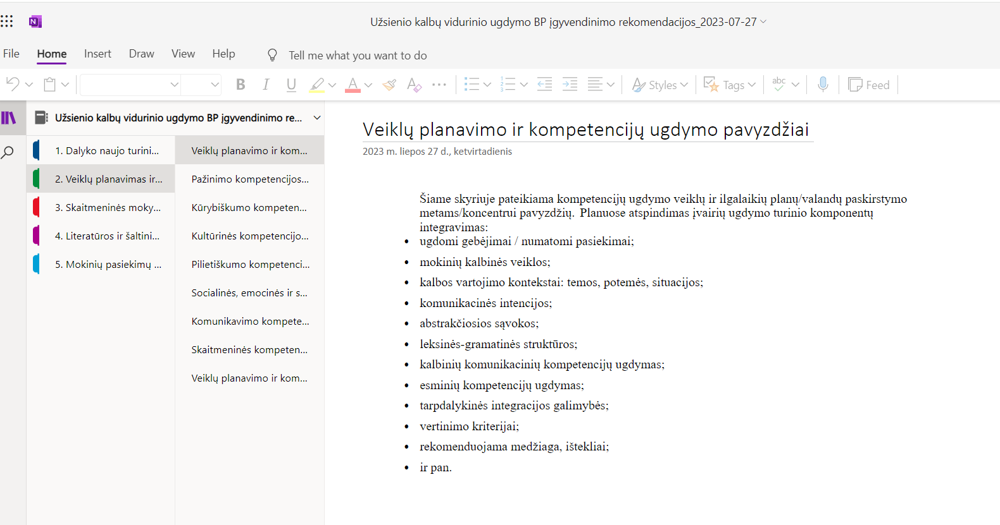 Užsienio kalbų vidurinio ugdymo BP įgyvendinimo rekomendacijos_2023-07-27
File Home Insert Draw View Help Tell me what you want to do
B I U A A Styles Tags abc Feed
Užsienio kalbų vidurinio ugdymo BP įgyvendinimo re...
1. Dalyko naujo turini...
2. Veiklų planavimas ir...
3. Skaitmeninės moky...
4. Literatūros ir šaltini...
5. Mokinių pasiekimų ...
Veiklų planavimo ir kom...
Pažinimo kompetencijos...
Kūrybiškumo kompeten...
Kultūrinės kompetencijo...
Pilietiškumo kompetenci...
Socialinės, emocinės ir s...
Komunikavimo kompete...
Skaitmeninės kompeten...
Veiklų planavimo ir kom...
Veiklų planavimo ir kompetencijų ugdymo pavyzdžiai
2023 m. liepos 27 d., ketvirtadienis
Šiame skyriuje pateikiama kompetencijų ugdymo veiklų ir ilgalaikių planų/valandų paskirstymo
metams/koncentrui pavyzdžių. Planuose atspindimas įvairių ugdymo turinio komponentų
integravimas:
• ugdomi gebėjimai / numatomi pasiekimai;
• mokinių kalbinės veiklos;
• kalbos vartojimo kontekstai: temos, potemės, situacijos;
• komunikacinės intencijos;
• abstrakčiosios sąvokos;
• leksinės-gramatinės struktūros;
• kalbinių komunikacinių kompetencijų ugdymas;
• esminių kompetencijų ugdymas;
• tarpdalykinės integracijos galimybės;
• vertinimo kriterijai;
• rekomenduojama medžiaga, ištekliai;
• ir pan.